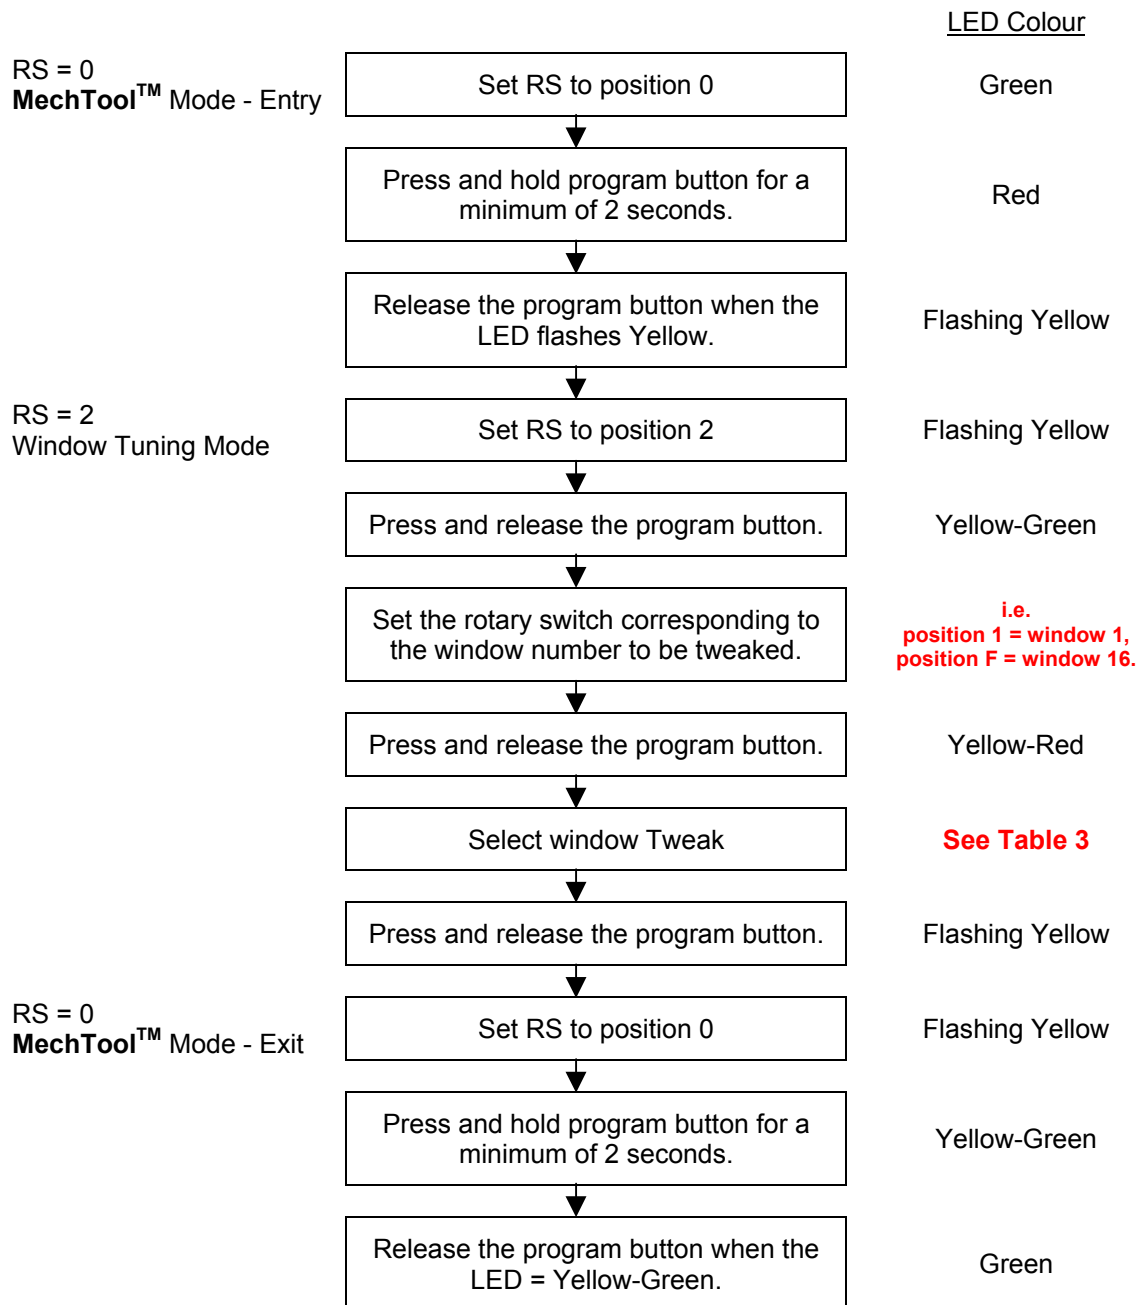 LED Colour
RS = 0
MechTool™ Mode - Entry
Set RS to position 0
Green
Press and hold program button for a
minimum of 2 seconds.
Red
Release the program button when the
LED flashes Yellow.
Flashing Yellow
RS = 2
Window Tuning Mode
Set RS to position 2
Flashing Yellow
Press and release the program button.
Yellow-Green
Set the rotary switch corresponding to
the window number to be tweaked.
i.e.
position 1 = window 1,
position F = window 16.
Press and release the program button.
Yellow-Red
Select window Tweak
See Table 3
Press and release the program button.
Flashing Yellow
RS = 0
MechTool™ Mode - Exit
Set RS to position 0
Flashing Yellow
Press and hold program button for a
minimum of 2 seconds.
Yellow-Green
Release the program button when the
LED = Yellow-Green.
Green